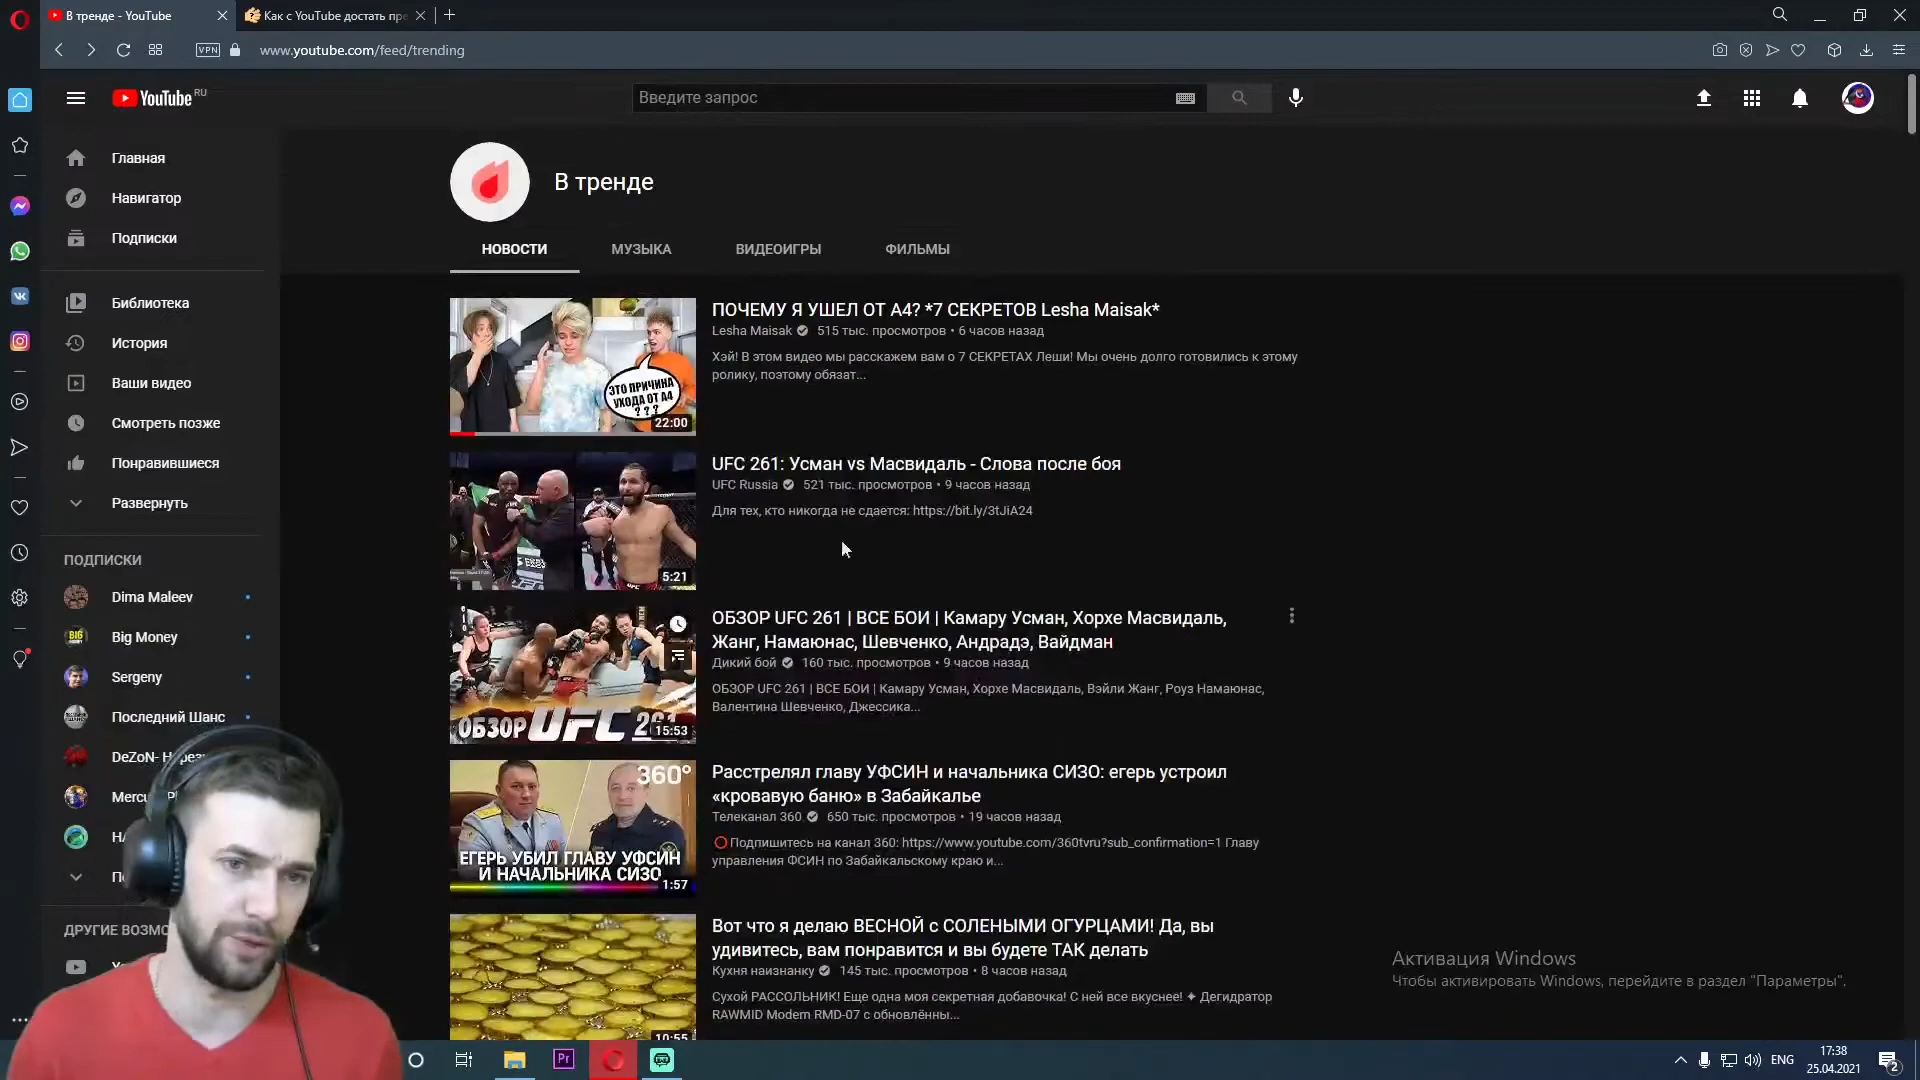 В тренде - YouTube
Как с YouTube достать пре
VPN
www.youtube.com/feed/trending
YouTube RU
Введите запрос
Главная
Навигатор
Подписки
Библиотека
История
Ваши видео
Смотреть позже
Понравившиеся
Развернуть
ПОДПИСКИ
Dima Maleev
Big Money
Sergeny
Последний Шанс
DeZoN-
ДРУГИЕ
В тренде
НОВОСТИ
МУЗЫКА
ВИДЕОИГРЫ
ФИЛЬМЫ
ЭТО ПРИЧИНА
УХОДА ОТ А4
? ? ?
22:00
ПОЧЕМУ Я УШЕЛ ОТ А4? *7 СЕКРЕТОВ Lesha Maisak*
Lesha Maisak 515 тыс. просмотров • 6 часов назад
Хэй! В этом видео мы расскажем вам о 7 СЕКРЕТАХ Леши! Мы очень долго готовились к этому
ролику, поэтому обязат...
5:21
UFC 261: Усман vs Масвидаль - Слова после боя
UFC Russia 521 тыс. просмотров • 9 часов назад
Для тех, кто никогда не сдается: https://bit.ly/3tJiA24
ОБЗОР UFC 261
15:53
ОБЗОР UFC 261 | ВСЕ БОИ | Камару Усман, Хорхе Масвидаль,
Жанг, Намаюнас, Шевченко, Андрадэ, Вайдман
Дикий бой 160 тыс. просмотров • 9 часов назад
ОБЗОР UFC 261 | ВСЕ БОИ | Камару Усман, Хорхе Масвидаль, Вэйли Жанг, Роуз Намаюнас,
Валентина Шевченко, Джессика...
360°
ЕГЕРЬ УБИЛ ГЛАВУ УФСИН
И НАЧАЛЬНИКА СИЗО
1:57
Расстрелял главу УФСИН и начальника СИЗО: егерь устроил
«кровавую баню» в Забайкалье
Телеканал 360 650 тыс. просмотров • 19 часов назад
Подпишитесь на канал 360: https://www.youtube.com/360tvru?sub_confirmation=1 Главу
управления ФСИН по Забайкальскому краю и...
10:55
Вот что я делаю ВЕСНОЙ с СОЛЕНЫМИ ОГУРЦАМИ! Да, вы
удивитесь, вам понравится и вы будете ТАК делать
Кухня наизнанку 145 тыс. просмотров • 8 часов назад
Сухой РАССОЛЬНИК! Еще одна моя секретная добавочка! С ней все вкуснее! ✦ Дегидратор
RAWMID Modern RMD-07 с обновлённы...
Активация Windows
Чтобы активировать Windows, перейдите в раздел "Параметры".
Pr
ENG
17:38
25.04.2021
2